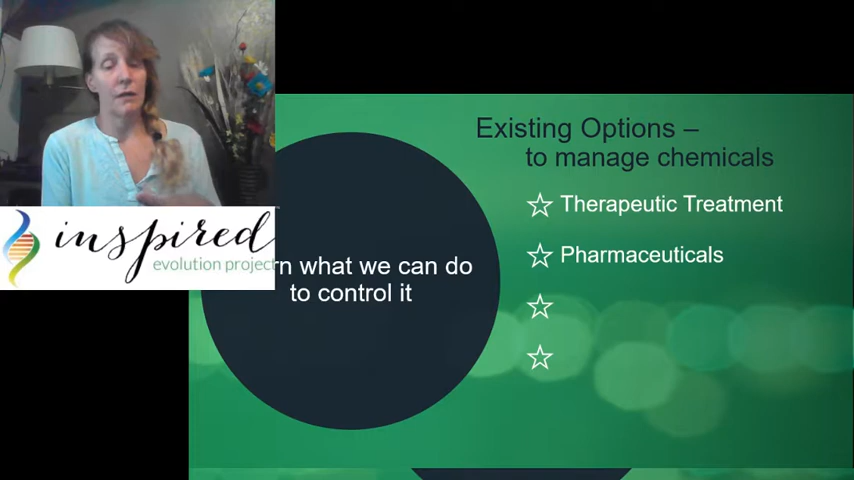 inspired
evolution project
Existing Options –
to manage chemicals
☆ Therapeutic Treatment
☆ Pharmaceuticals
☆
☆
what we can do
to control it